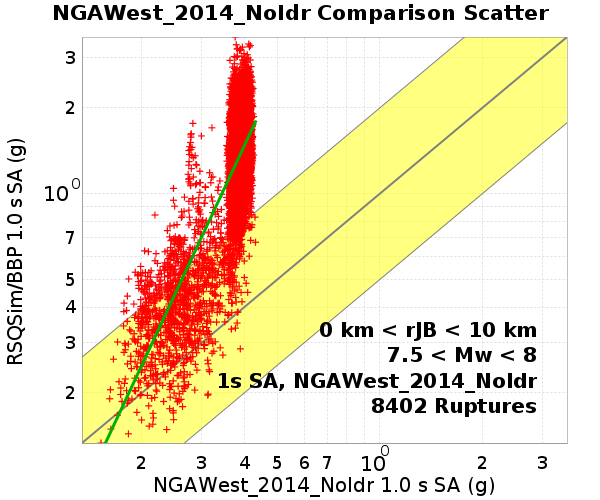 NGAWest_2014_NoIdr Comparison Scatter
RSQSim/BBP 1.0 s SA (g)
3
2
10⁰
7
5
4
3
2
0 km < rJB < 10 km
7.5 < Mw < 8
1s SA, NGAWest_2014_NoIdr
8402 Ruptures
2 3 4 5 6 7 10⁰ 2 3
NGAWest_2014_NoIdr 1.0 s SA (g)